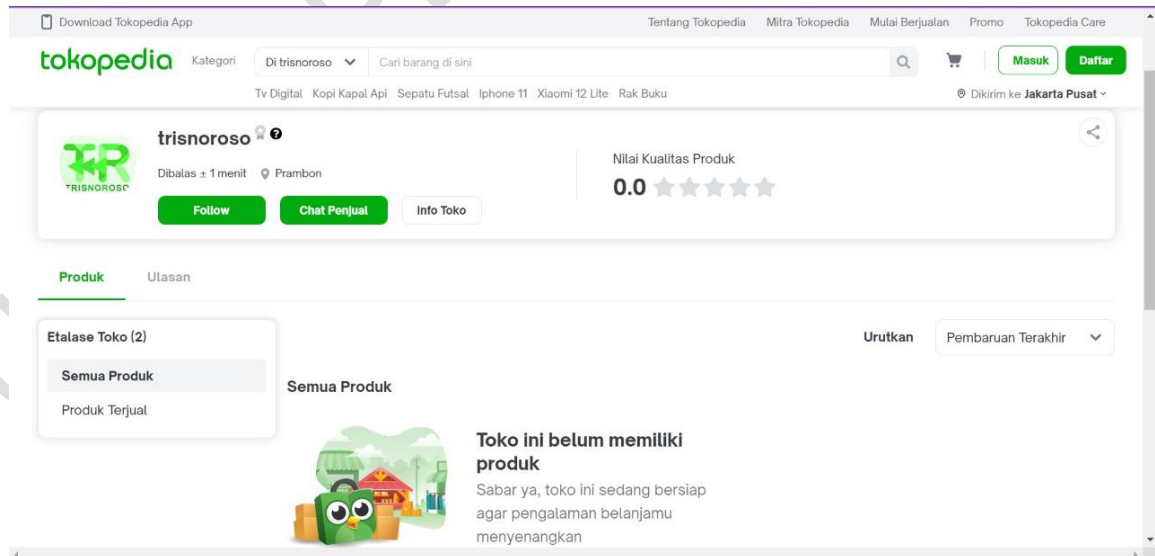 Download Tokopedia App Tentang Tokopedia Mitra Tokopedia Mulai Berjualan Promo Tokopedia Care
tokopedia Kategori Di trisnoroso Cari barang di sini Masuk Daftar
Tv Digital Kopi Kapal Api Sepatu Futsal Iphone 11 Xiaomi 12 Lite Rak Buku Dikirim ke Jakarta Pusat
trisnoroso
TRISNOROSO
Dibalas ± 1 menit Prambon
Follow Chat Penjual Info Toko
Nilai Kualitas Produk
0.0
Produk Ulasan
Etalase Toko (2)
Semua Produk
Produk Terjual
Urutkan Pembaruan Terakhir
Semua Produk
Toko ini belum memiliki
produk
Sabar ya, toko ini sedang bersiap
agar pengalaman belanjamu
menyenangkan